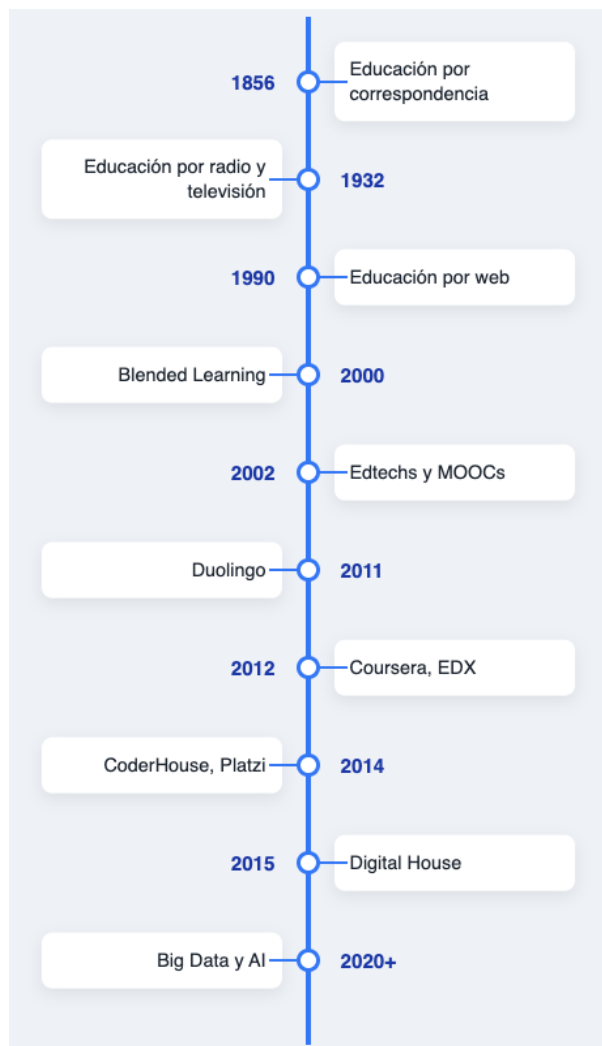 1856
Educación por
correspondencia
Educación por radio y
televisión
1932
1990
Educación por web
Blended Learning
2000
2002
Edtechs y MOOCs
Duolingo
2011
2012
Coursera, EDX
CoderHouse, Platzi
2014
2015
Digital House
Big Data y AI
2020+